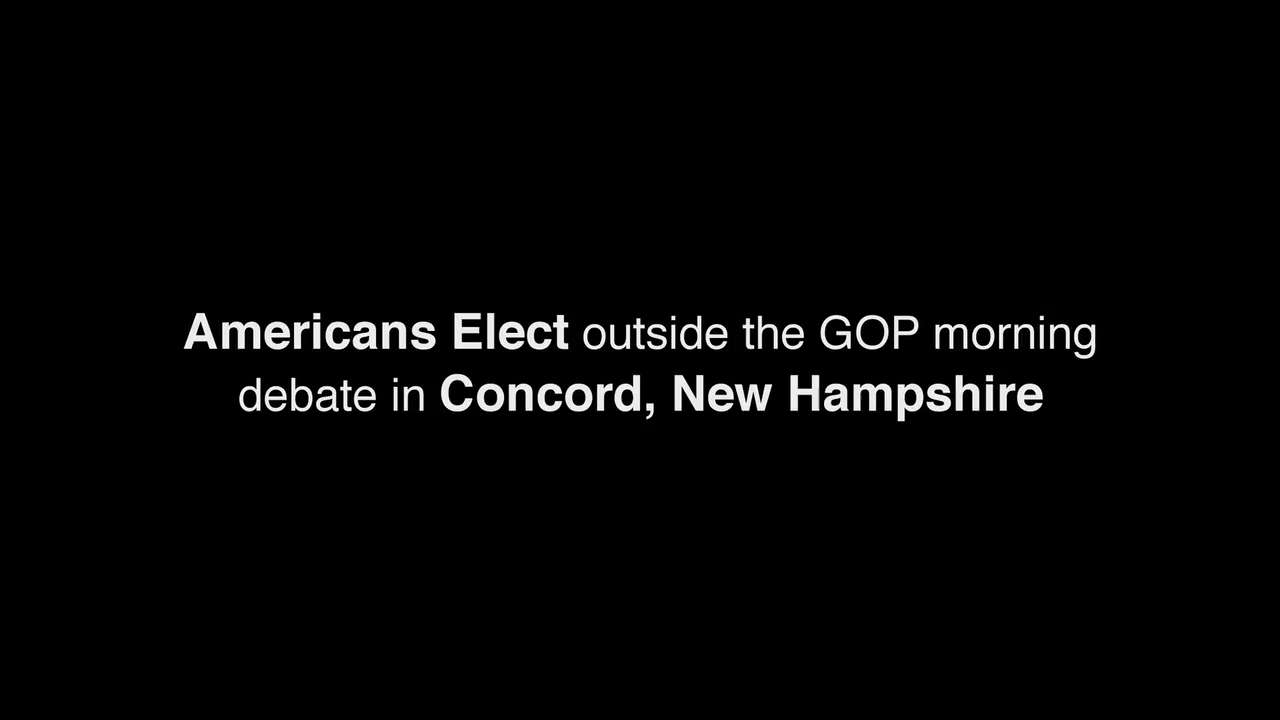 Americans Elect outside the GOP morning
debate in Concord, New Hampshire